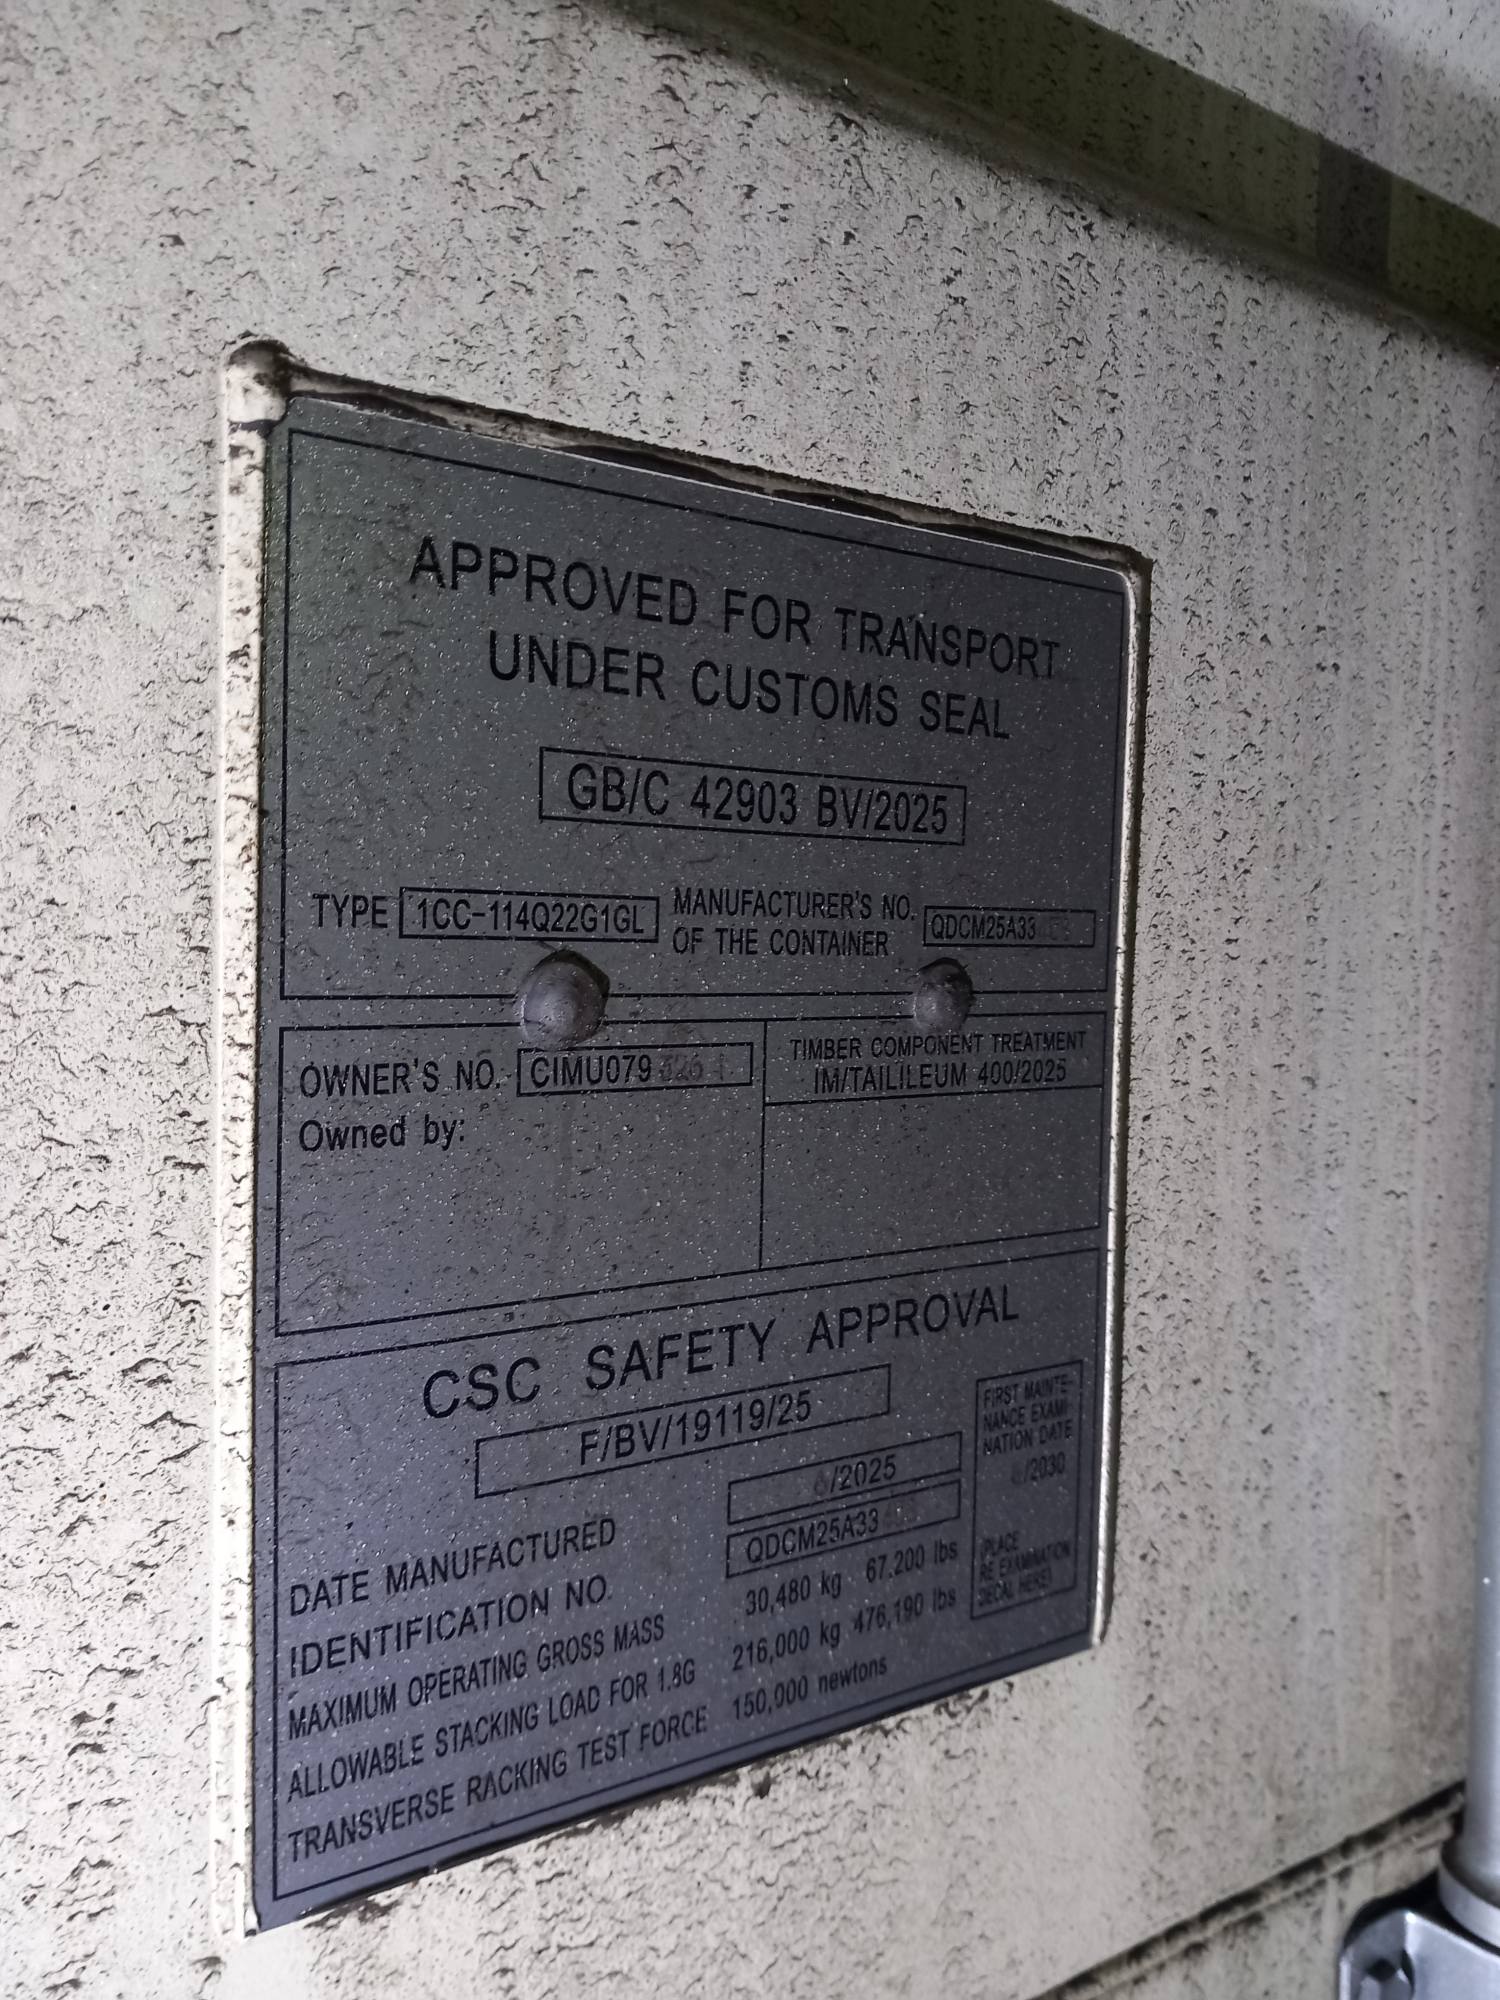 APPROVED FOR TRANSPORT
UNDER CUSTOMS SEAL
GB/C 42903 BV/2025
TYPE 1CC-114Q22G1GL MANUFACTURER'S NO. OF THE CONTAINER QDCM25A33
OWNER'S NO. CIMU079
Owned by:
TIMBER COMPONENT TREATMENT
IM/TAILILEUM 400/2025
CSC SAFETY APPROVAL
F/BV/19119/25
DATE MANUFACTURED /2025
IDENTIFICATION NO. QDCM25A33
MAXIMUM OPERATING GROSS MASS 30,480 kg 67,200 lbs
ALLOWABLE STACKING LOAD FOR 1.8G 216,000 kg 476,190 lbs
TRANSVERSE RACKING TEST FORCE 150,000 newtons
FIRST MAINTE-
NANCE EXAMI-
NATION DATE
/2030
(PLACE
RE EXAMINATION
DECAL HERE)